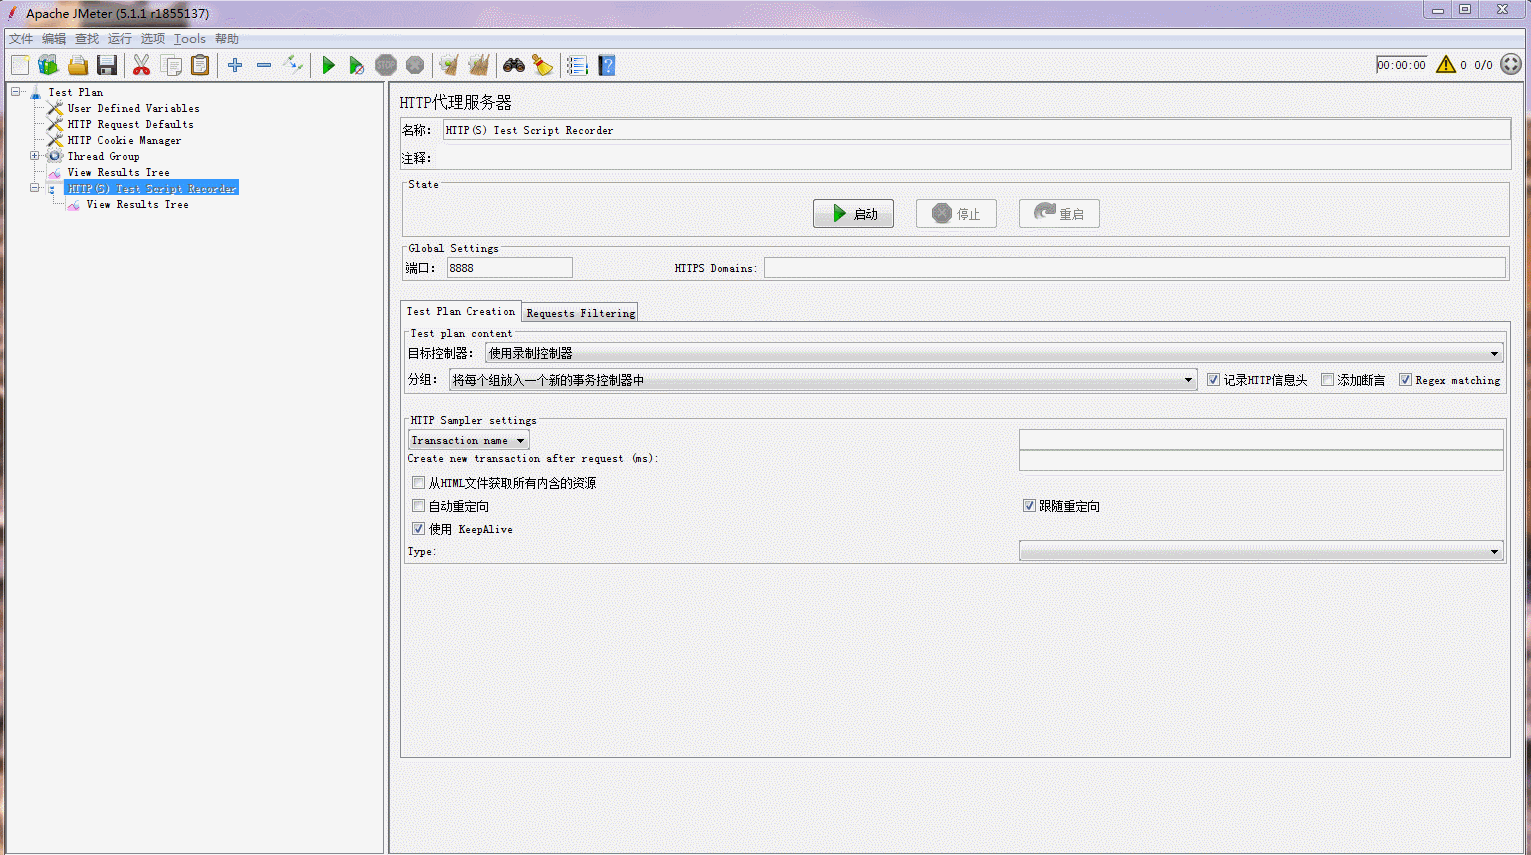 Apache JMeter (5.1.1 r1855137)
文件 编辑 查找 运行 选项 Tools 帮助
STOP
00:00:00 0 0/0
Test Plan
User Defined Variables
HTTP Request Defaults
HTTP Cookie Manager
Thread Group
View Results Tree
HTTP(S) Test Script Recorder
View Results Tree
HTTP代理服务器
名称： HTTP(S) Test Script Recorder
注释：
State
启动 停止 重启
Global Settings
端口： 8888 HTTPS Domains:
Test Plan Creation Requests Filtering
Test plan content
目标控制器： 使用录制控制器
分组： 将每个组放入一个新的事务控制器中 记录HTTP信息头 添加断言 Regex matching
HTTP Sampler settings
Transaction name
Create new transaction after request (ms):
从HTML文件获取所有内含的资源
自动重定向 跟随重定向
使用 KeepAlive
Type: